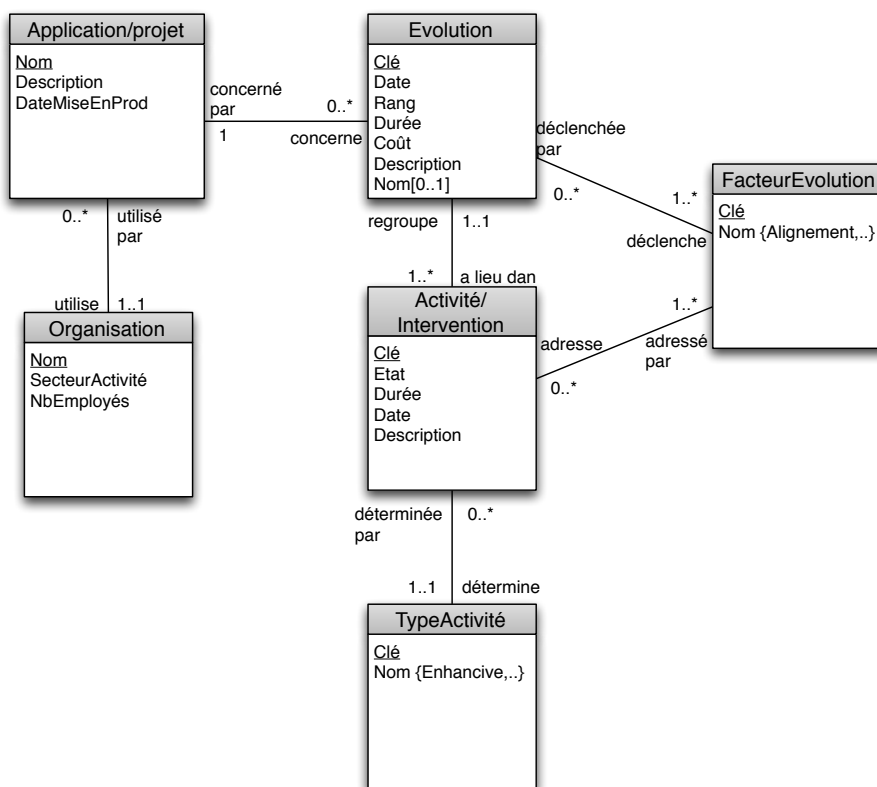 Application/projet
Nom
Description
DateMiseEnProd
Evolution
Clé
Date
Rang
Durée
Coût
Description
Nom[0..1]
concerné
par
1
0..*
concerne
déclenchée
par
0..*
1..*
déclenche
FacteurEvolution
Clé
Nom {Alignement,..}
0..*
utilisé
par
utilise
1..1
Organisation
Nom
SecteurActivité
NbEmployés
regroupe
1..1
1..*
a lieu dan
Activité/
Intervention
Clé
Etat
Durée
Date
Description
adresse
0..*
1..*
adressé
par
déterminée
par
0..*
1..1
détermine
TypeActivité
Clé
Nom {Enhancive,..}